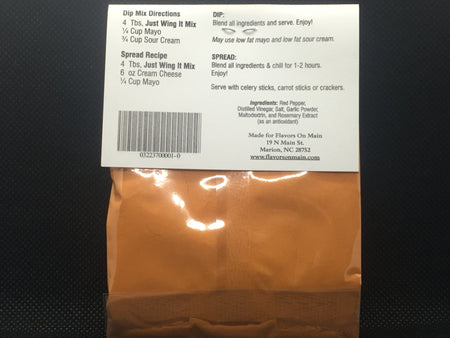 Dip Mix Directions
4 Tbs, Just Wing It Mix
¼ Cup Mayo
¾ Cup Sour Cream
Spread Recipe
4 Tbs, Just Wing It Mix
6 oz Cream Cheese
¼ Cup Mayo
03223700001-0
DIP:
Blend all ingredients and serve. Enjoy!
May use low fat mayo and low fat sour cream.
SPREAD:
Blend all ingredients & chill for 1-2 hours.
Enjoy!
Serve with celery sticks, carrot sticks or crackers.
Ingredients: Red Pepper,
Distilled Vinegar, Salt, Garlic Powder,
Maltodextrin, and Rosemary Extract
(as an antioxidant)
Made for Flavors On Main
19 N Main St.
Marion, NC 28752
www.flavorsonmain.com